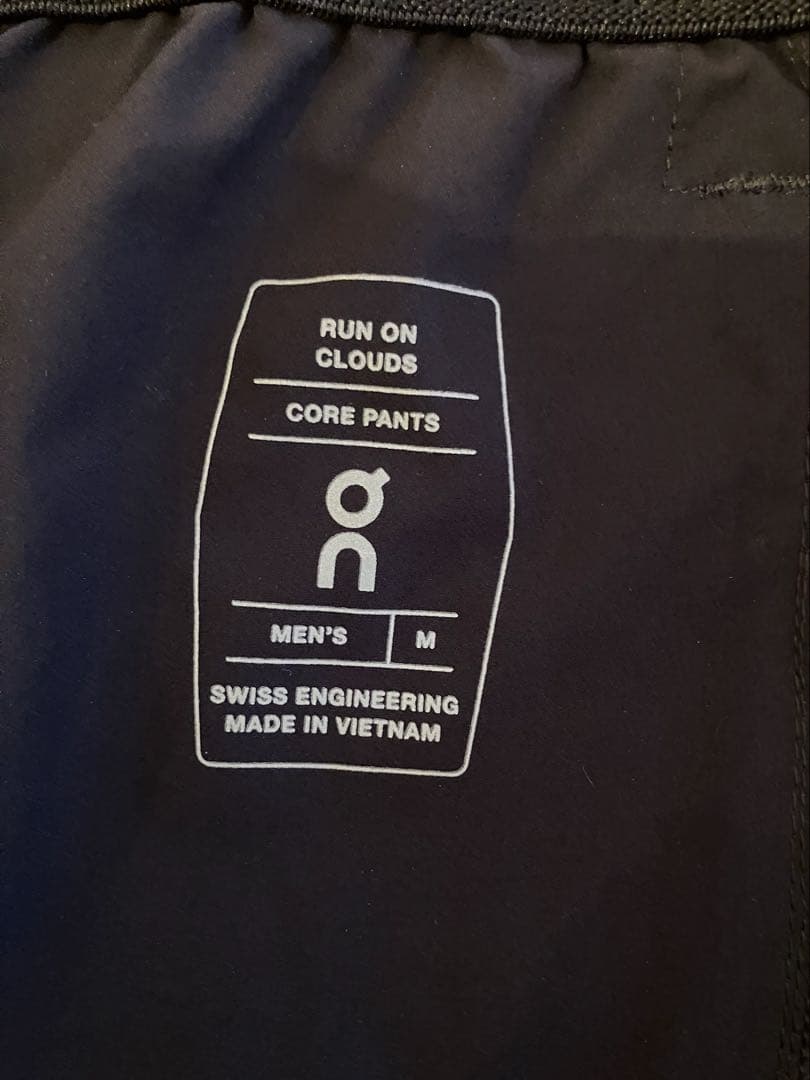 RUN ON
CLOUDS
CORE PANTS
MEN'S M
SWISS ENGINEERING
MADE IN VIETNAM